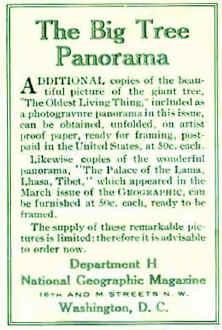 The Big Tree
Panorama
ADDITIONAL copies of the beau-
tiful picture of the giant tree,
"The Oldest Living Thing," included as
a photogravure panorama in this issue,
can be obtained, unfolded, on artist
proof paper, ready for framing, post-
paid in the United States, at 50c. each.
Likewise copies of the wonderful
panorama, "The Palace of the Lama,
Lhasa, Tibet," which appeared in the
March issue of the GEOGRAPHIC, can
be furnished at 50c. each, ready to be
framed.
The supply of these remarkable pic-
tures is limited; therefore it is advisable
to order now.
Department H
National Geographic Magazine
16TH AND M STREETS N. W.
Washington, D. C.